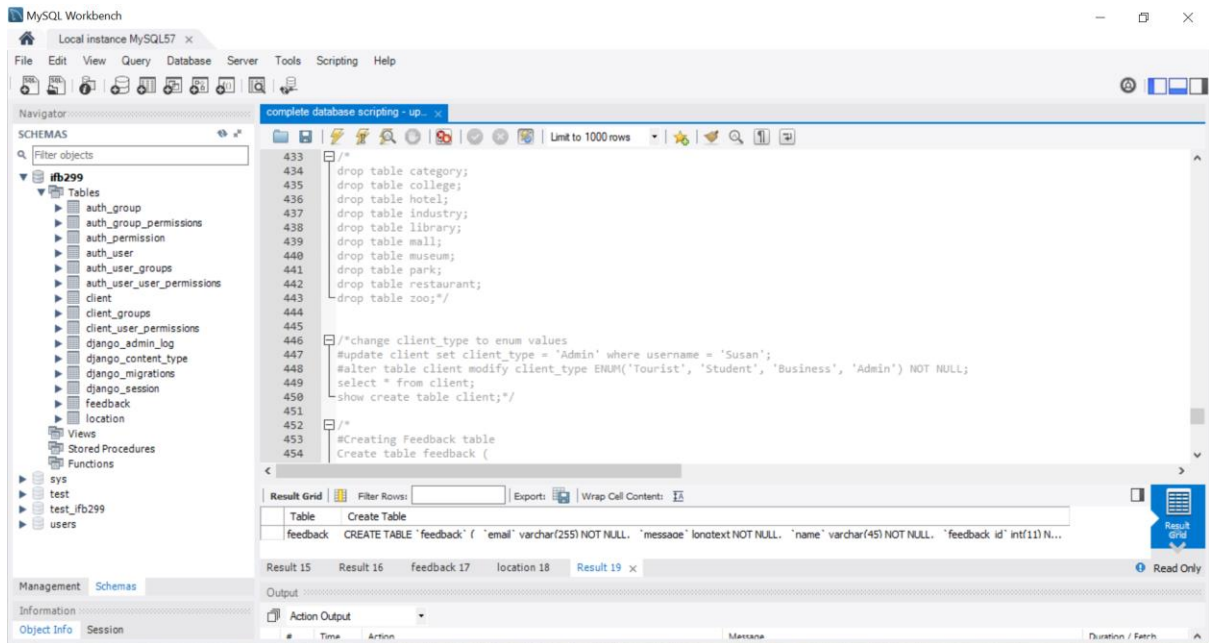 MySQL Workbench
Local instance MySQL57
File Edit View Query Database Server Tools Scripting Help
Navigator
SCHEMAS
Filter objects
ifb299
Tables
auth_group
auth_group_permissions
auth_permission
auth_user
auth_user_groups
auth_user_user_permissions
client
client_groups
client_user_permissions
django_admin_log
django_content_type
django_migrations
django_session
feedback
location
Views
Stored Procedures
Functions
sys
test
test_ifb299
users
Management Schemas
Information
Object Info Session
complete database scripting - up...
Limit to 1000 rows
433 /*
434 drop table category;
435 drop table college;
436 drop table hotel;
437 drop table industry;
438 drop table library;
439 drop table mall;
440 drop table museum;
441 drop table park;
442 drop table restaurant;
443 drop table zoo;*/
444
445
446 /*change client_type to enum values
447 #update client set client_type = 'Admin' where username = 'Susan';
448 #alter table client modify client_type ENUM('Tourist', 'Student', 'Business', 'Admin') NOT NULL;
449 select * from client;
450 show create table client;*/
451
452 /*
453 #Creating Feedback table
454 Create table feedback (
Result Grid Filter Rows: Export: Wrap Cell Content:
Table Create Table
feedback CREATE TABLE `feedback` ( `email` varchar(255) NOT NULL, `message` longtext NOT NULL, `name` varchar(45) NOT NULL, `feedback_id` int(11) N...
Result Grid
Result 15 Result 16 feedback 17 location 18 Result 19
Read Only
Output
Action Output
# Time Action Message Duration / Fetch